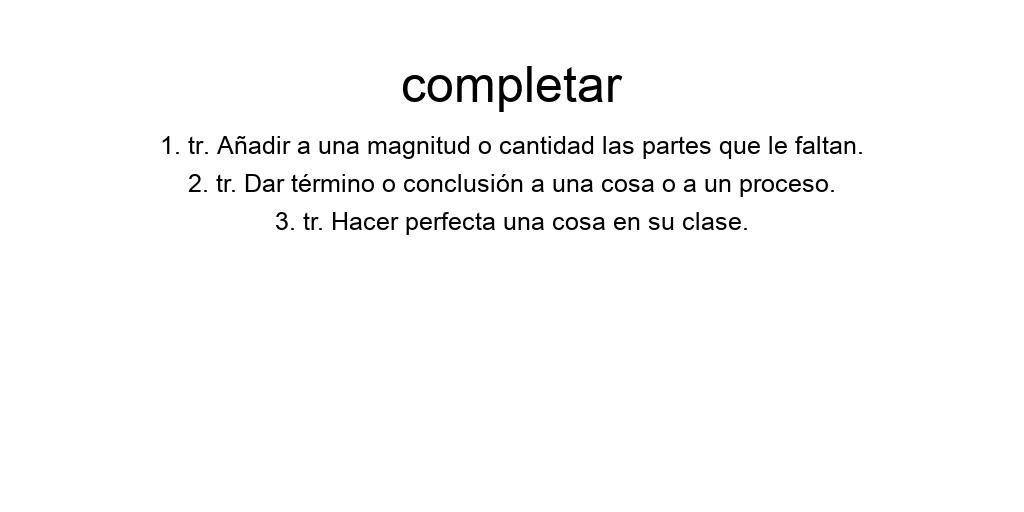 completar
1. tr. Añadir a una magnitud o cantidad las partes que le faltan.
2. tr. Dar término o conclusión a una cosa o a un proceso.
3. tr. Hacer perfecta una cosa en su clase.